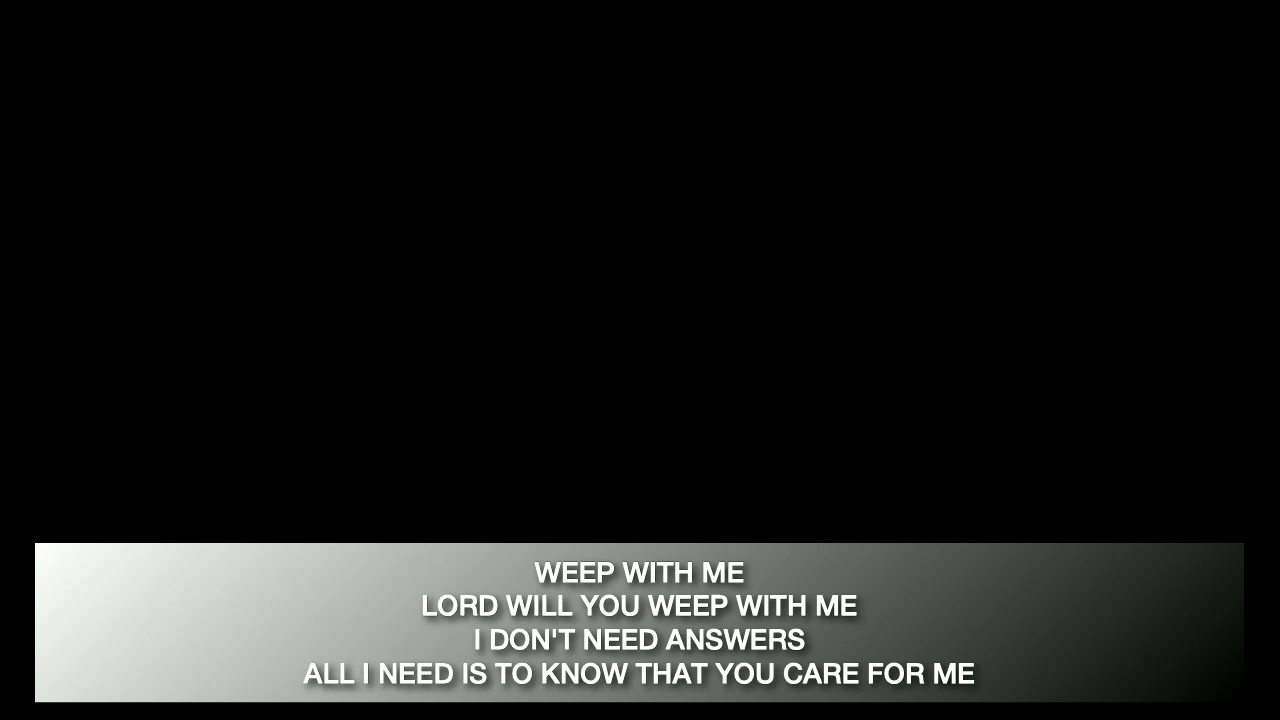 WEEP WITH ME
LORD WILL YOU WEEP WITH ME
I DON'T NEED ANSWERS
ALL I NEED IS TO KNOW THAT YOU CARE FOR ME